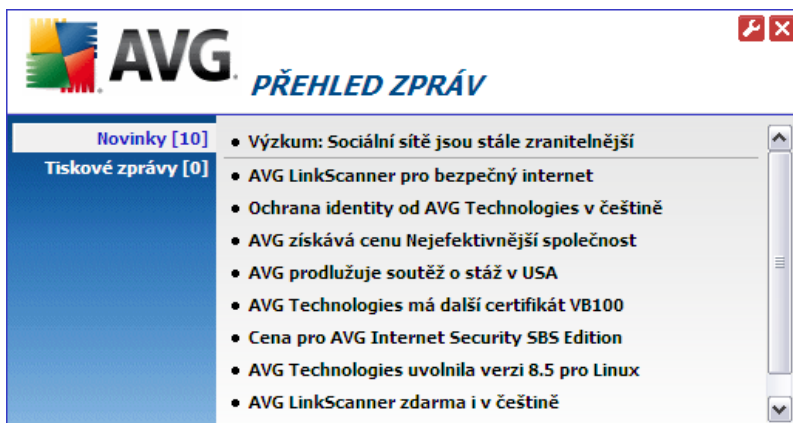 AVG
PŘEHLED ZPRÁV
Novinky [10]
Tiskové zprávy [0]
Výzkum: Sociální sítě jsou stále zranitelnější
AVG LinkScanner pro bezpečný internet
Ochrana identity od AVG Technologies v češtině
AVG získává cenu Nejefektivnější společnost
AVG prodlužuje soutěž o stáž v USA
AVG Technologies má další certifikát VB100
Cena pro AVG Internet Security SBS Edition
AVG Technologies uvolnila verzi 8.5 pro Linux
AVG LinkScanner zdarma i v češtině